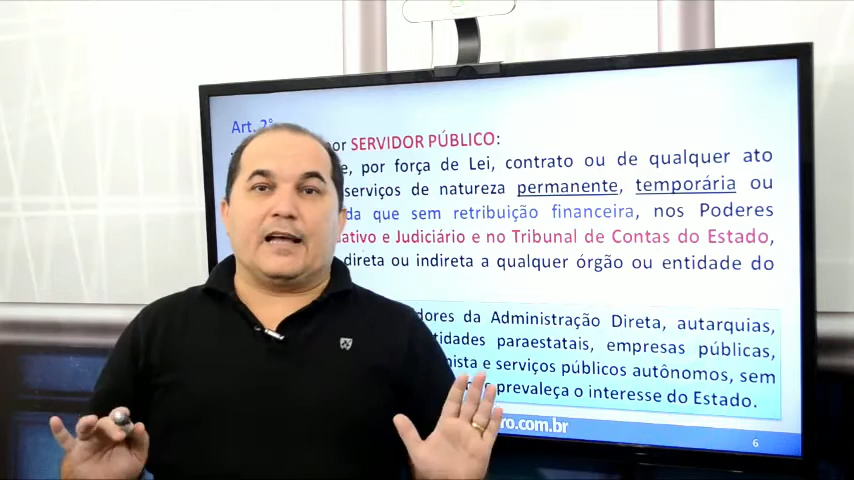 Art. 2º
por SERVIDOR PÚBLICO:
e, por força de Lei, contrato ou de qualquer ato
serviços de natureza permanente, temporária ou
da que sem retribuição financeira, nos Poderes
ativo e Judiciário e no Tribunal de Contas do Estado,
direta ou indireta a qualquer órgão ou entidade do
dores da Administração Direta, autarquias,
tidades paraestatais, empresas públicas,
mista e serviços públicos autônomos, sem
prevaleça o interesse do Estado.
ro.com.br
6